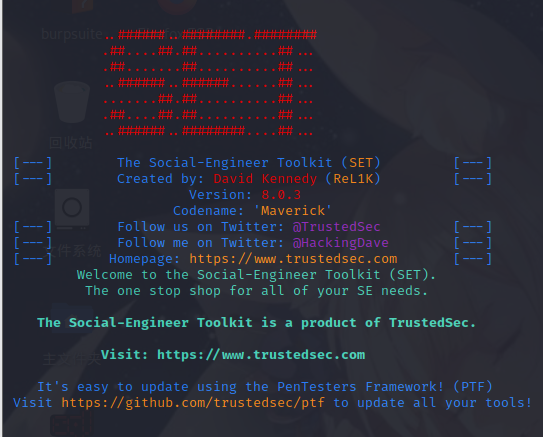 burpsuite
..######..########.########
.##....##.##..........##...
.##.......##..........##...
..######..######......##...
.......##.##..........##...
.##....##.##..........##...
..######..########....##...
回收站
[---] The Social-Engineer Toolkit (SET) [---]
[---] Created by: David Kennedy (ReL1K) [---]
Version: 8.0.3
Codename: 'Maverick'
[---] Follow us on Twitter: @TrustedSec [---]
[---] Follow me on Twitter: @HackingDave [---]
[---] Homepage: https://www.trustedsec.com [---]
Welcome to the Social-Engineer Toolkit (SET).
The one stop shop for all of your SE needs.
The Social-Engineer Toolkit is a product of TrustedSec.
Visit: https://www.trustedsec.com
It's easy to update using the PenTesters Framework! (PTF)
Visit https://github.com/trustedsec/ptf to update all your tools!